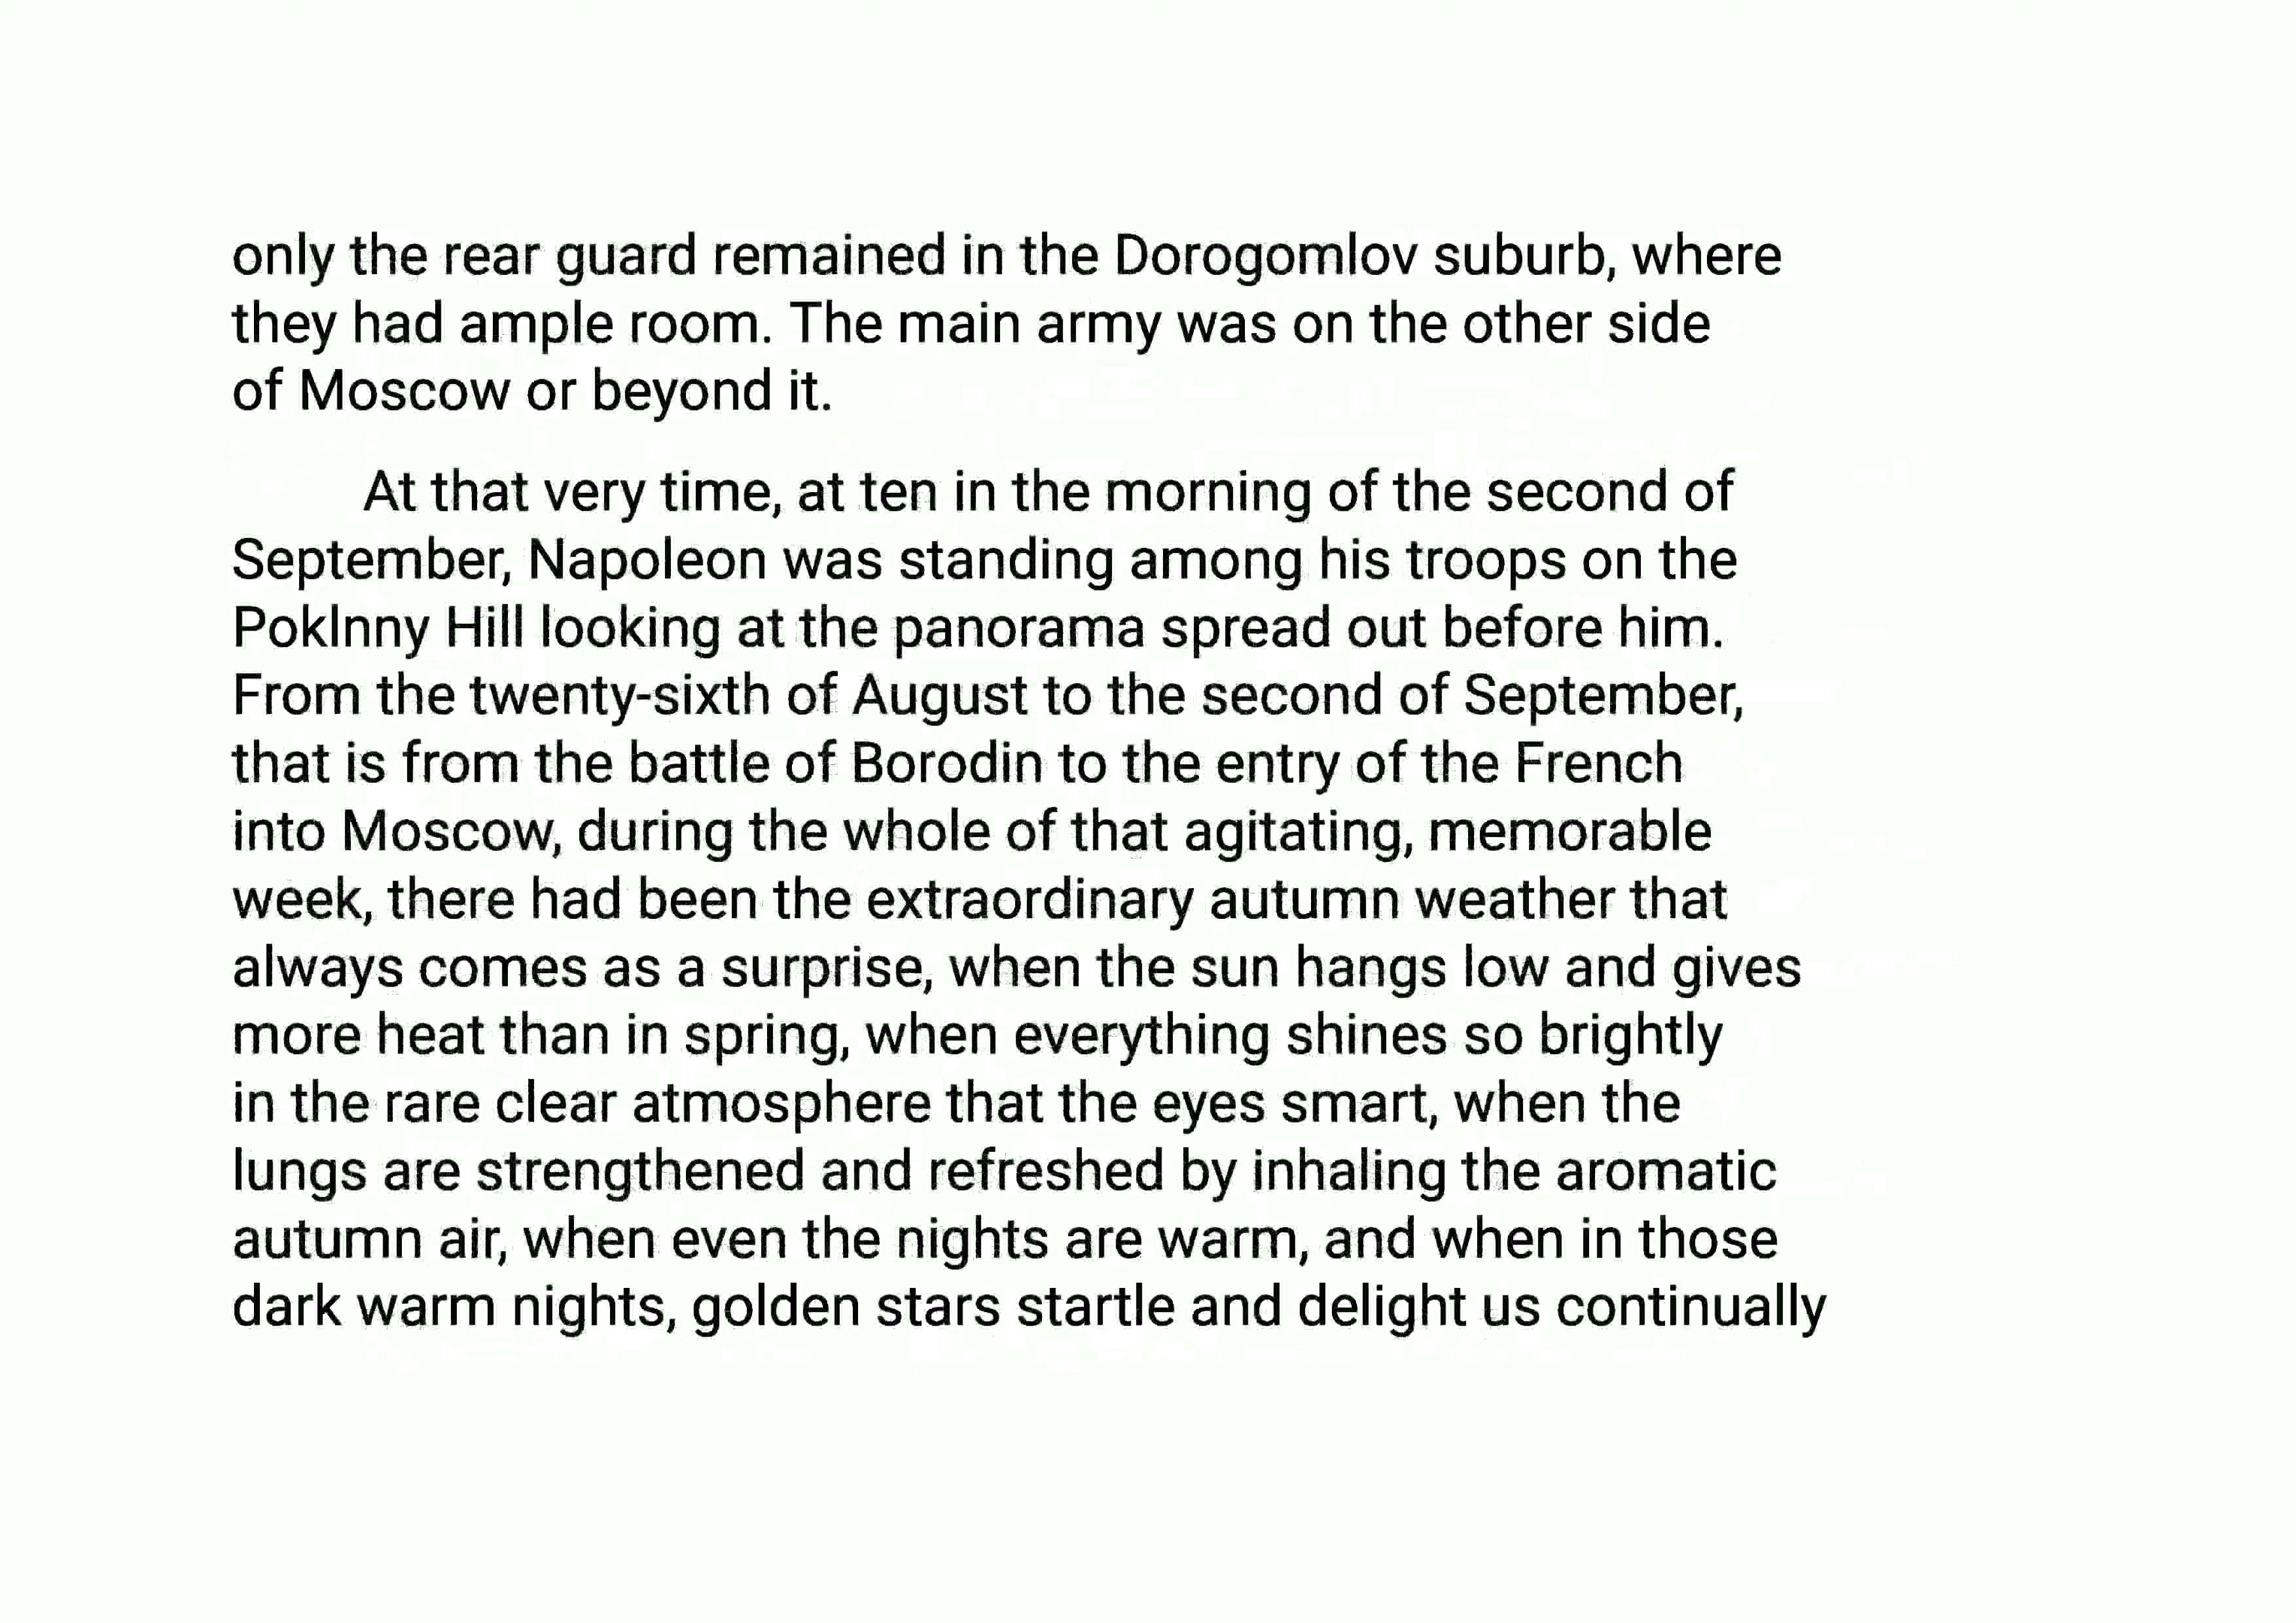 only the rear guard remained in the Dorogomlov suburb, where
they had ample room. The main army was on the other side
of Moscow or beyond it.
At that very time, at ten in the morning of the second of
September, Napoleon was standing among his troops on the
Poklnny Hill looking at the panorama spread out before him.
From the twenty-sixth of August to the second of September,
that is from the battle of Borodin to the entry of the French
into Moscow, during the whole of that agitating, memorable
week, there had been the extraordinary autumn weather that
always comes as a surprise, when the sun hangs low and gives
more heat than in spring, when everything shines so brightly
in the rare clear atmosphere that the eyes smart, when the
lungs are strengthened and refreshed by inhaling the aromatic
autumn air, when even the nights are warm, and when in those
dark warm nights, golden stars startle and delight us continually